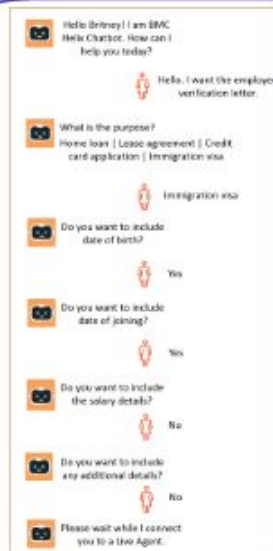 Hello Britney! I am BMC
Helix Chatbot. How can I
help you today?
Hello. I want the employee
verification letter.
What is the purpose?
Home loan | Lease agreement | Credit
card application | Immigration visa
Immigration visa
Do you want to include
date of birth?
Yes
Do you want to include
date of joining?
Yes
Do you want to include
the salary details?
No
Do you want to include
any additional details?
No
Please wait while I connect
you to a Live Agent.